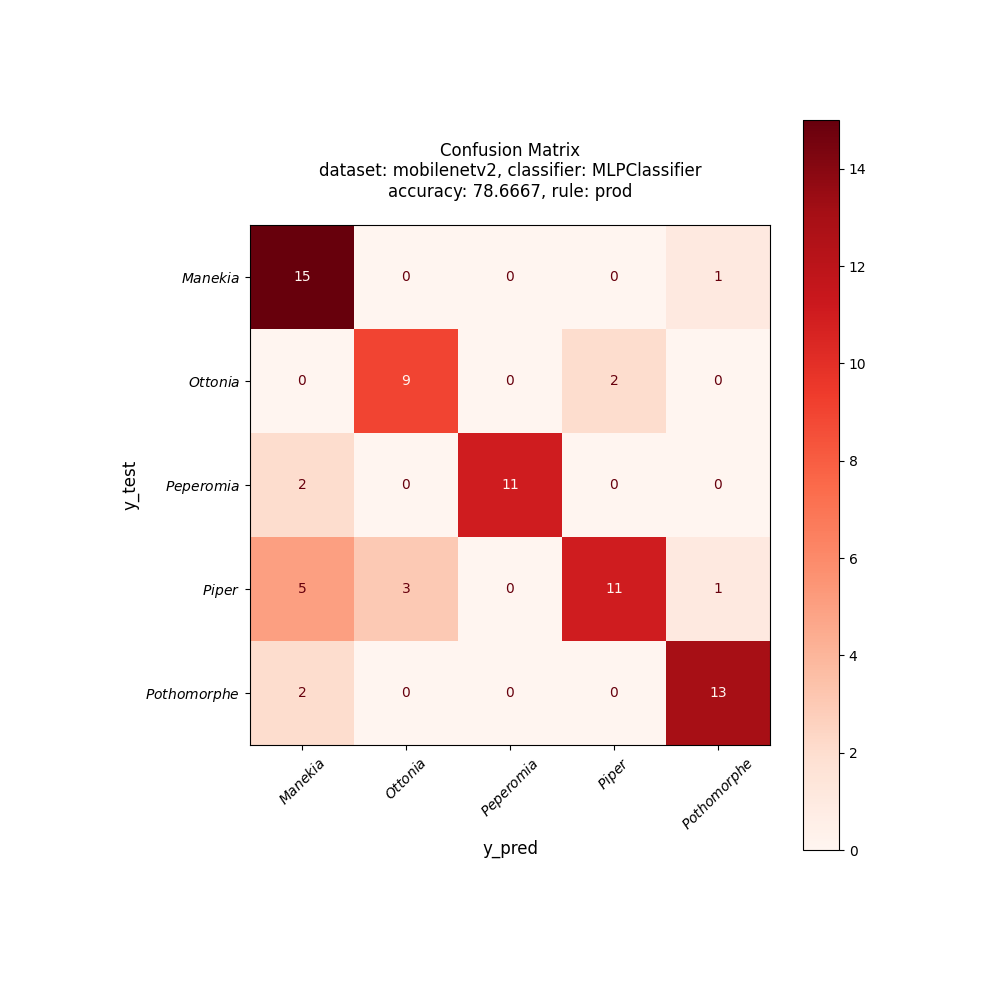 Confusion Matrix
dataset: mobilenetv2, classifier: MLPClassifier
accuracy: 78.6667, rule: prod
y_test
Manekia 15 0 0 0 1
Ottonia 0 9 0 2 0
Peperomia 2 0 11 0 0
Piper 5 3 0 11 1
Pothomorphe 2 0 0 0 13
Manekia Ottonia Peperomia Piper Pothomorphe
y_pred
14
12
10
8
6
4
2
0